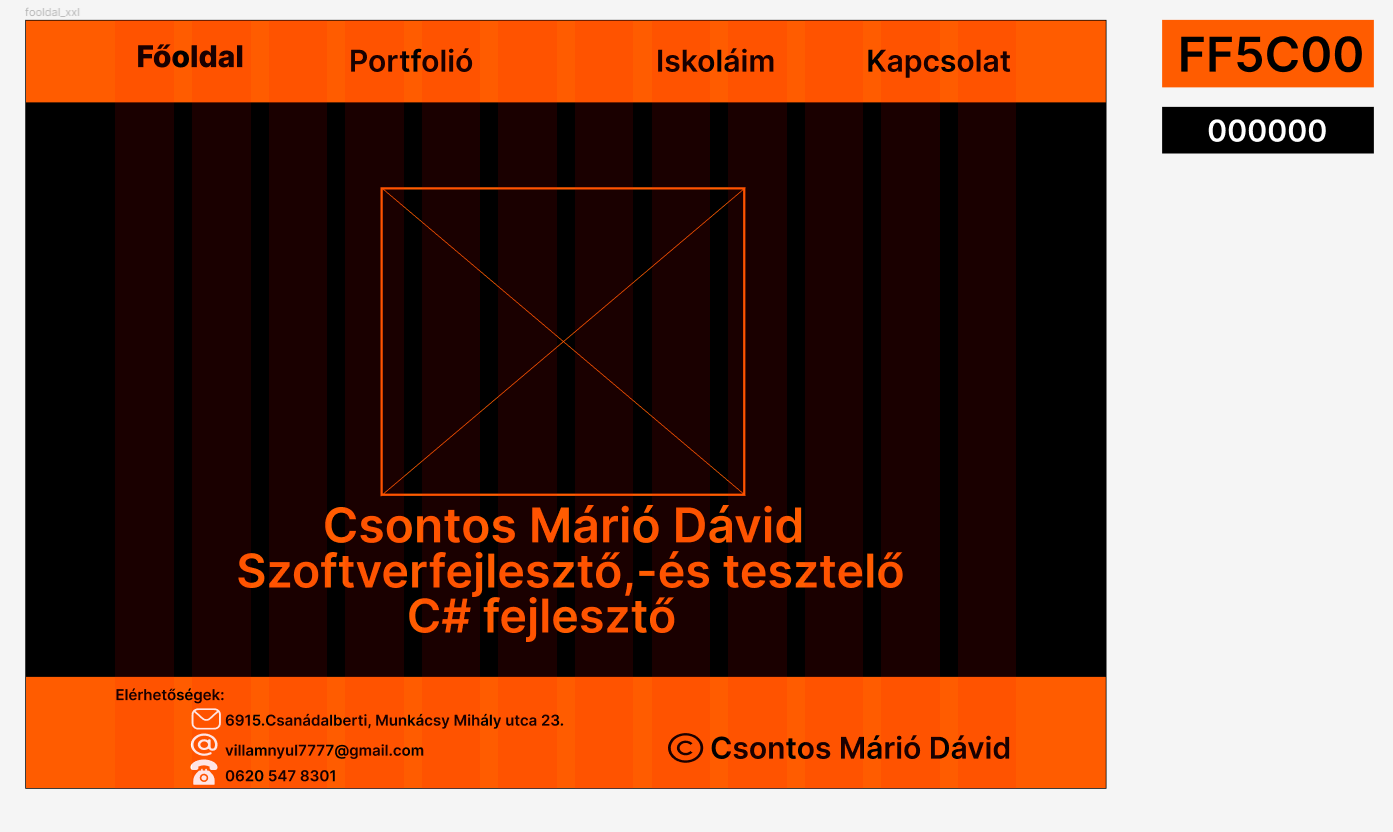 fooldal_xxl
Főoldal Portfolió Iskoláim Kapcsolat
FF5C00
000000
Csontos Márió Dávid
Szoftverfejlesztő,-és tesztelő
C# fejlesztő
Elérhetőségek:
6915.Csanádalberti, Munkácsy Mihály utca 23.
villamnyul7777@gmail.com
0620 547 8301
© Csontos Márió Dávid